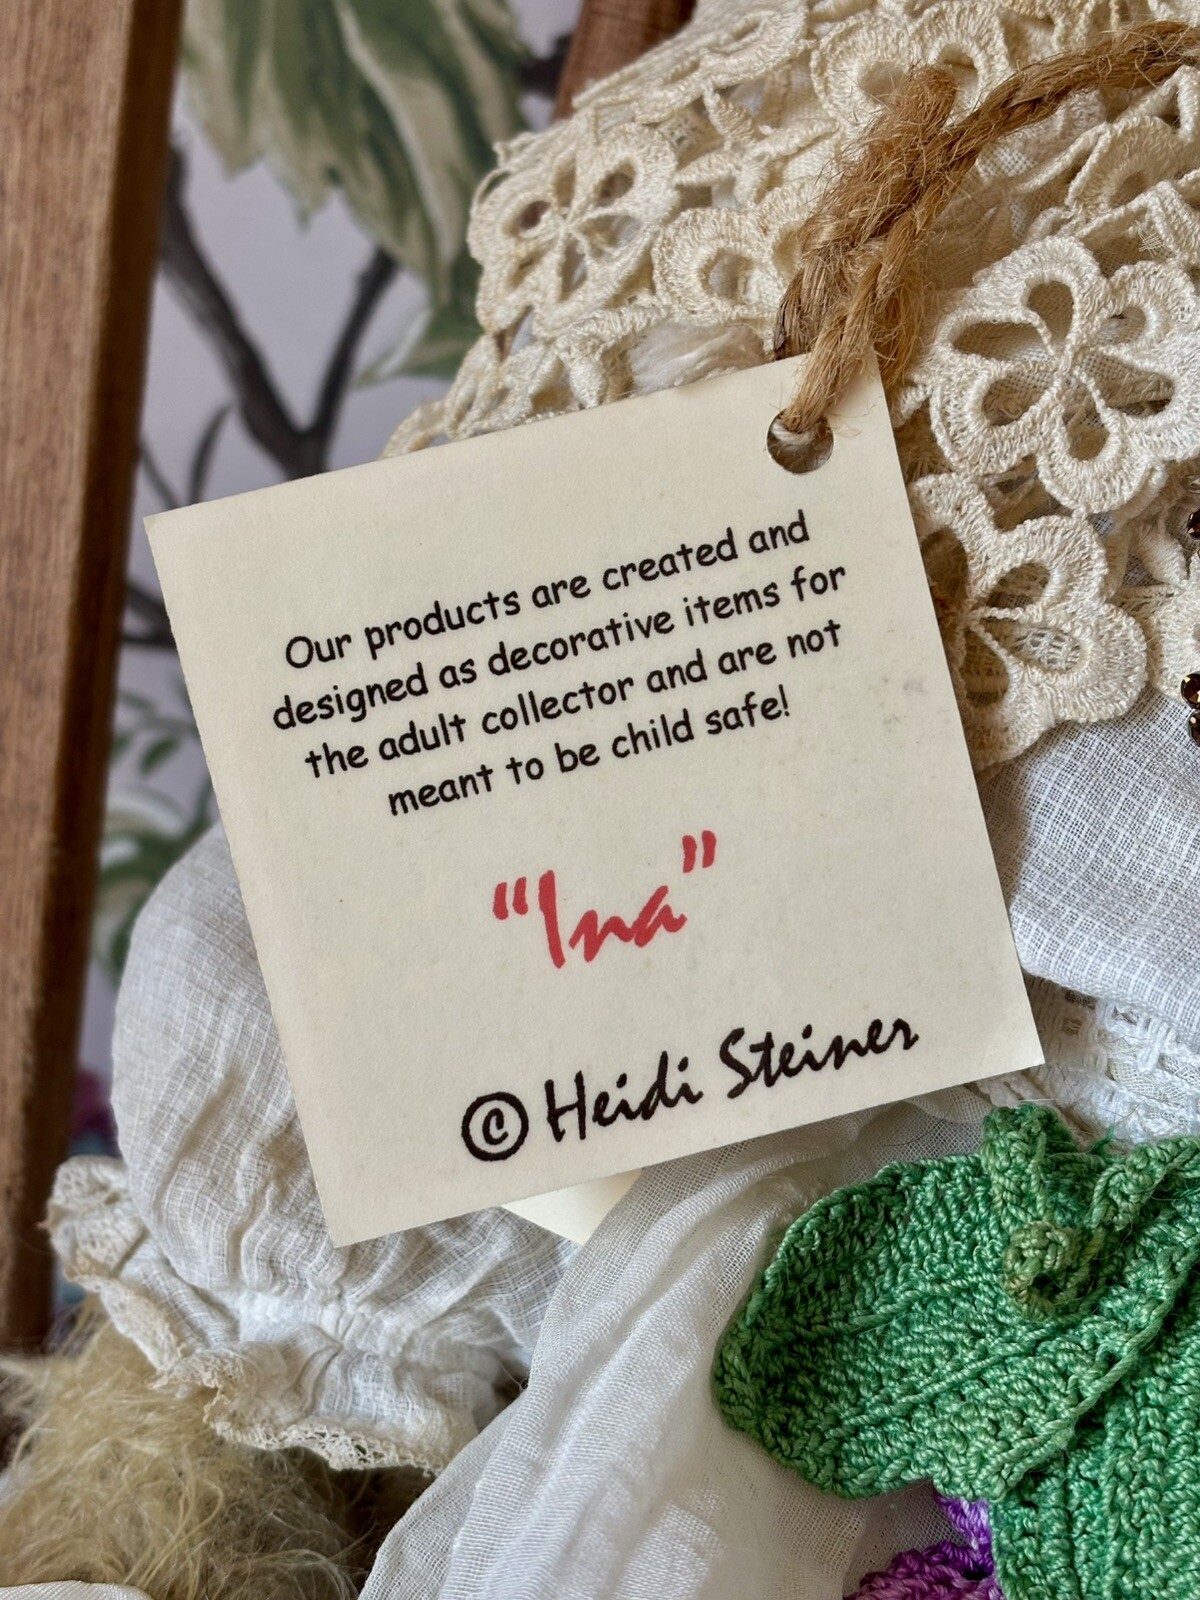 Our products are created and
designed as decorative items for
the adult collector and are not
meant to be child safe!
“Ina”
© Heidi Steiner